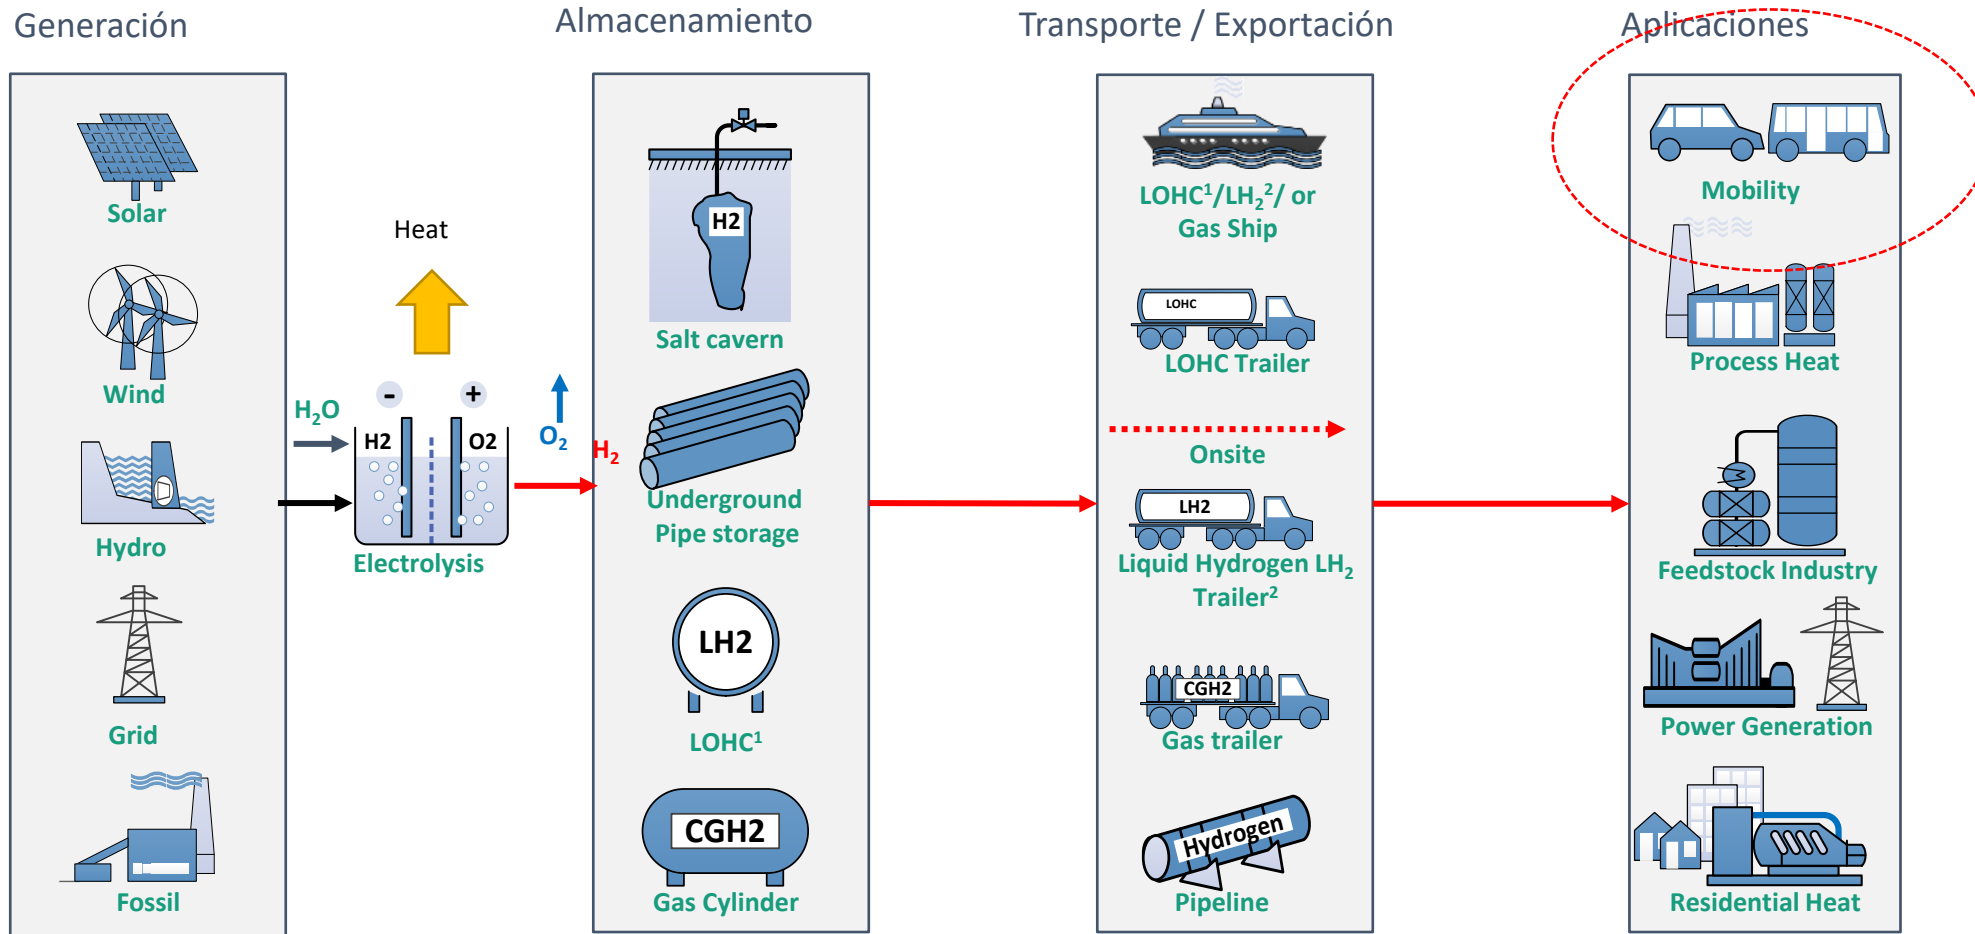 Generación
Almacenamiento
Transporte / Exportación
Aplicaciones
Solar
Wind
Hydro
Grid
Fossil
Heat
H₂O
-
+
H2
O2
Electrolysis
O₂
H₂
H2
Salt cavern
Underground
Pipe storage
LH2
LOHC¹
CGH2
Gas Cylinder
LOHC¹/LH₂²/ or
Gas Ship
LOHC
LOHC Trailer
Onsite
LH2
Liquid Hydrogen LH₂
Trailer²
CGH2
Gas trailer
Hydrogen
Pipeline
Mobility
Process Heat
Feedstock Industry
Power Generation
Residential Heat